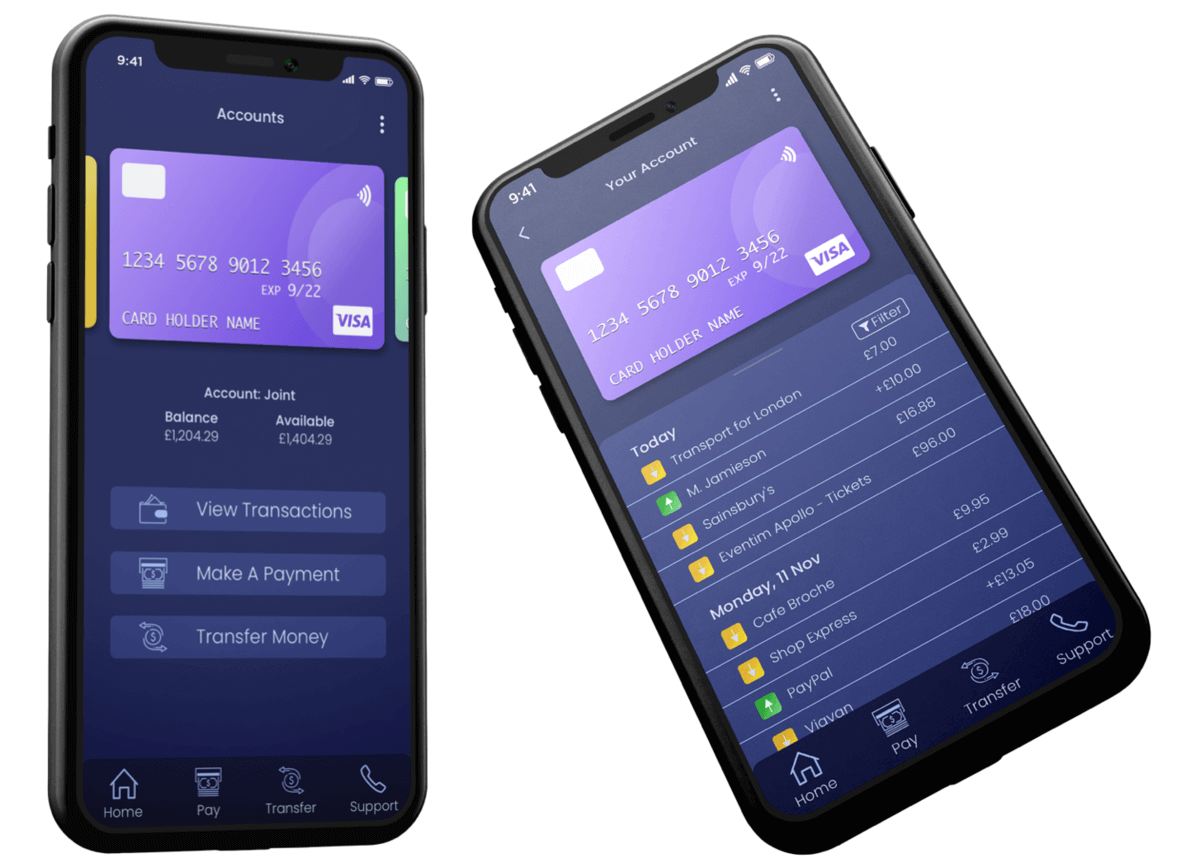 9:41
Accounts
1234 5678 9012 3456
EXP 9/22
CARD HOLDER NAME
VISA
Account: Joint
Balance Available
£1,204.29 £1,404.29
View Transactions
Make A Payment
Transfer Money
Home Pay Transfer Support
9:41
Your Account
1234 5678 9012 3456
EXP 9/22
CARD HOLDER NAME
VISA
Filter
Today
Transport for London £7.00
M. Jamieson +£10.00
Sainsbury's £16.88
Eventim Apollo - Tickets £96.00
Monday, 11 Nov
Cafe Broche £9.95
Shop Express £2.99
PayPal +£13.05
Viavan £18.00
Home Pay Transfer Support